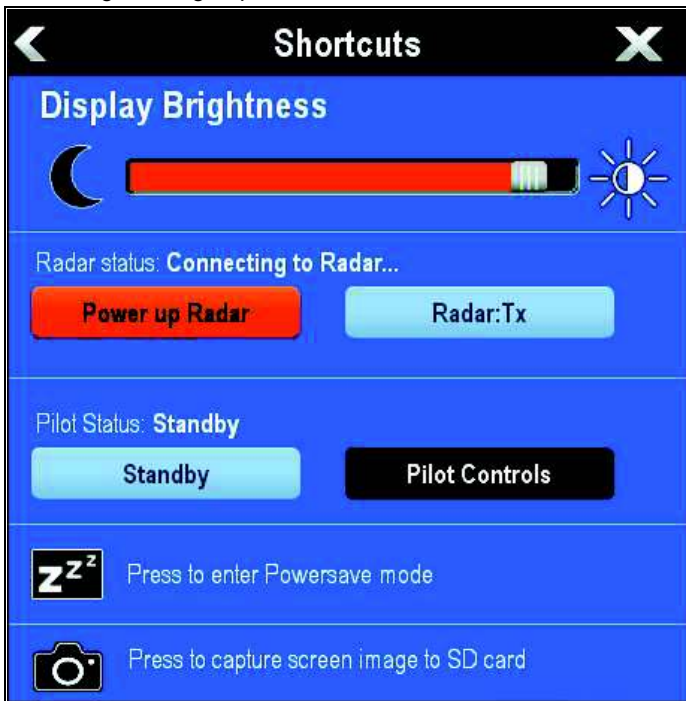 Shortcuts
Display Brightness
Radar status: Connecting to Radar...
Power up Radar
Radar:Tx
Pilot Status: Standby
Standby
Pilot Controls
zzz
Press to enter Powersave mode
Press to capture screen image to SD card